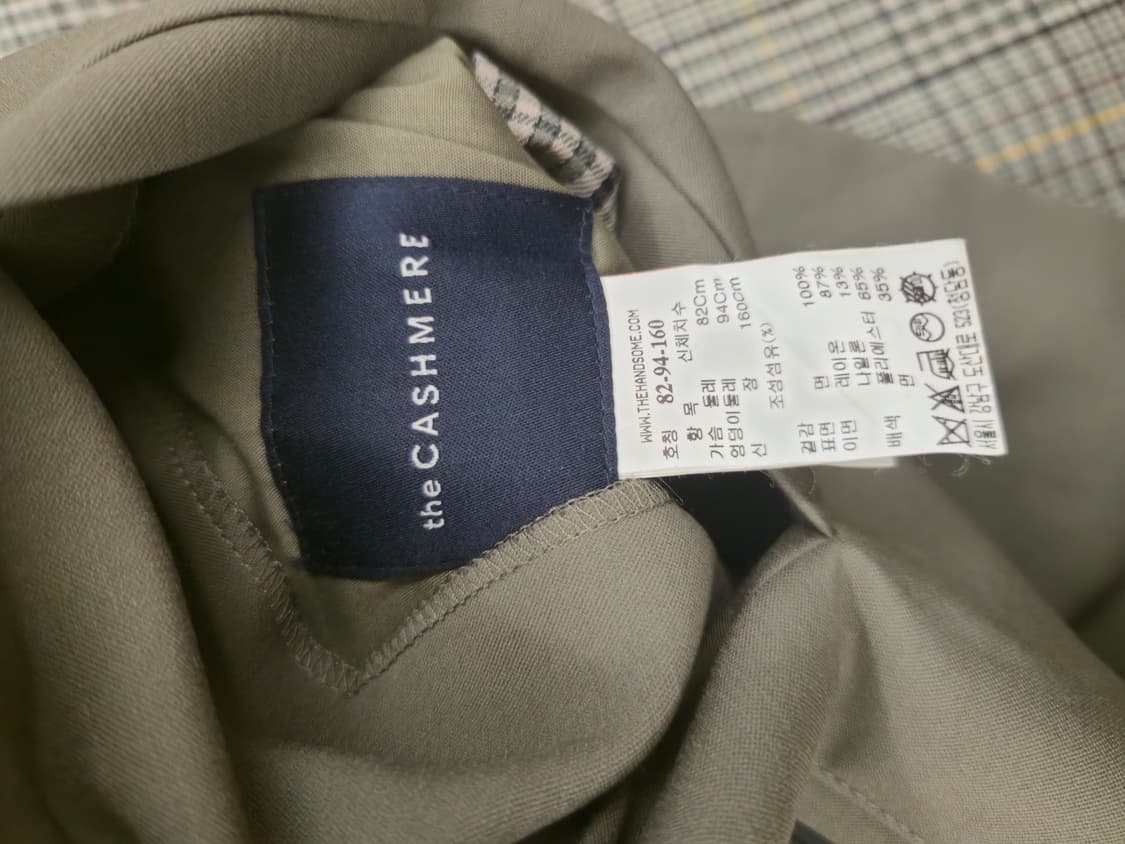 the CASHMERE
WWW.THEHANDSOME.COM
호칭 82-94-160
항 목 신체치수
가슴 둘레 82Cm
엉덩이둘레 94Cm
신 장 160cm
조성섬유(%)
겉감
표면 면 100%
이면 레이온 87%
나일론 13%
배색 폴리에스터 65%
면 35%
서울시 강남구 도산대로 523(청담동)